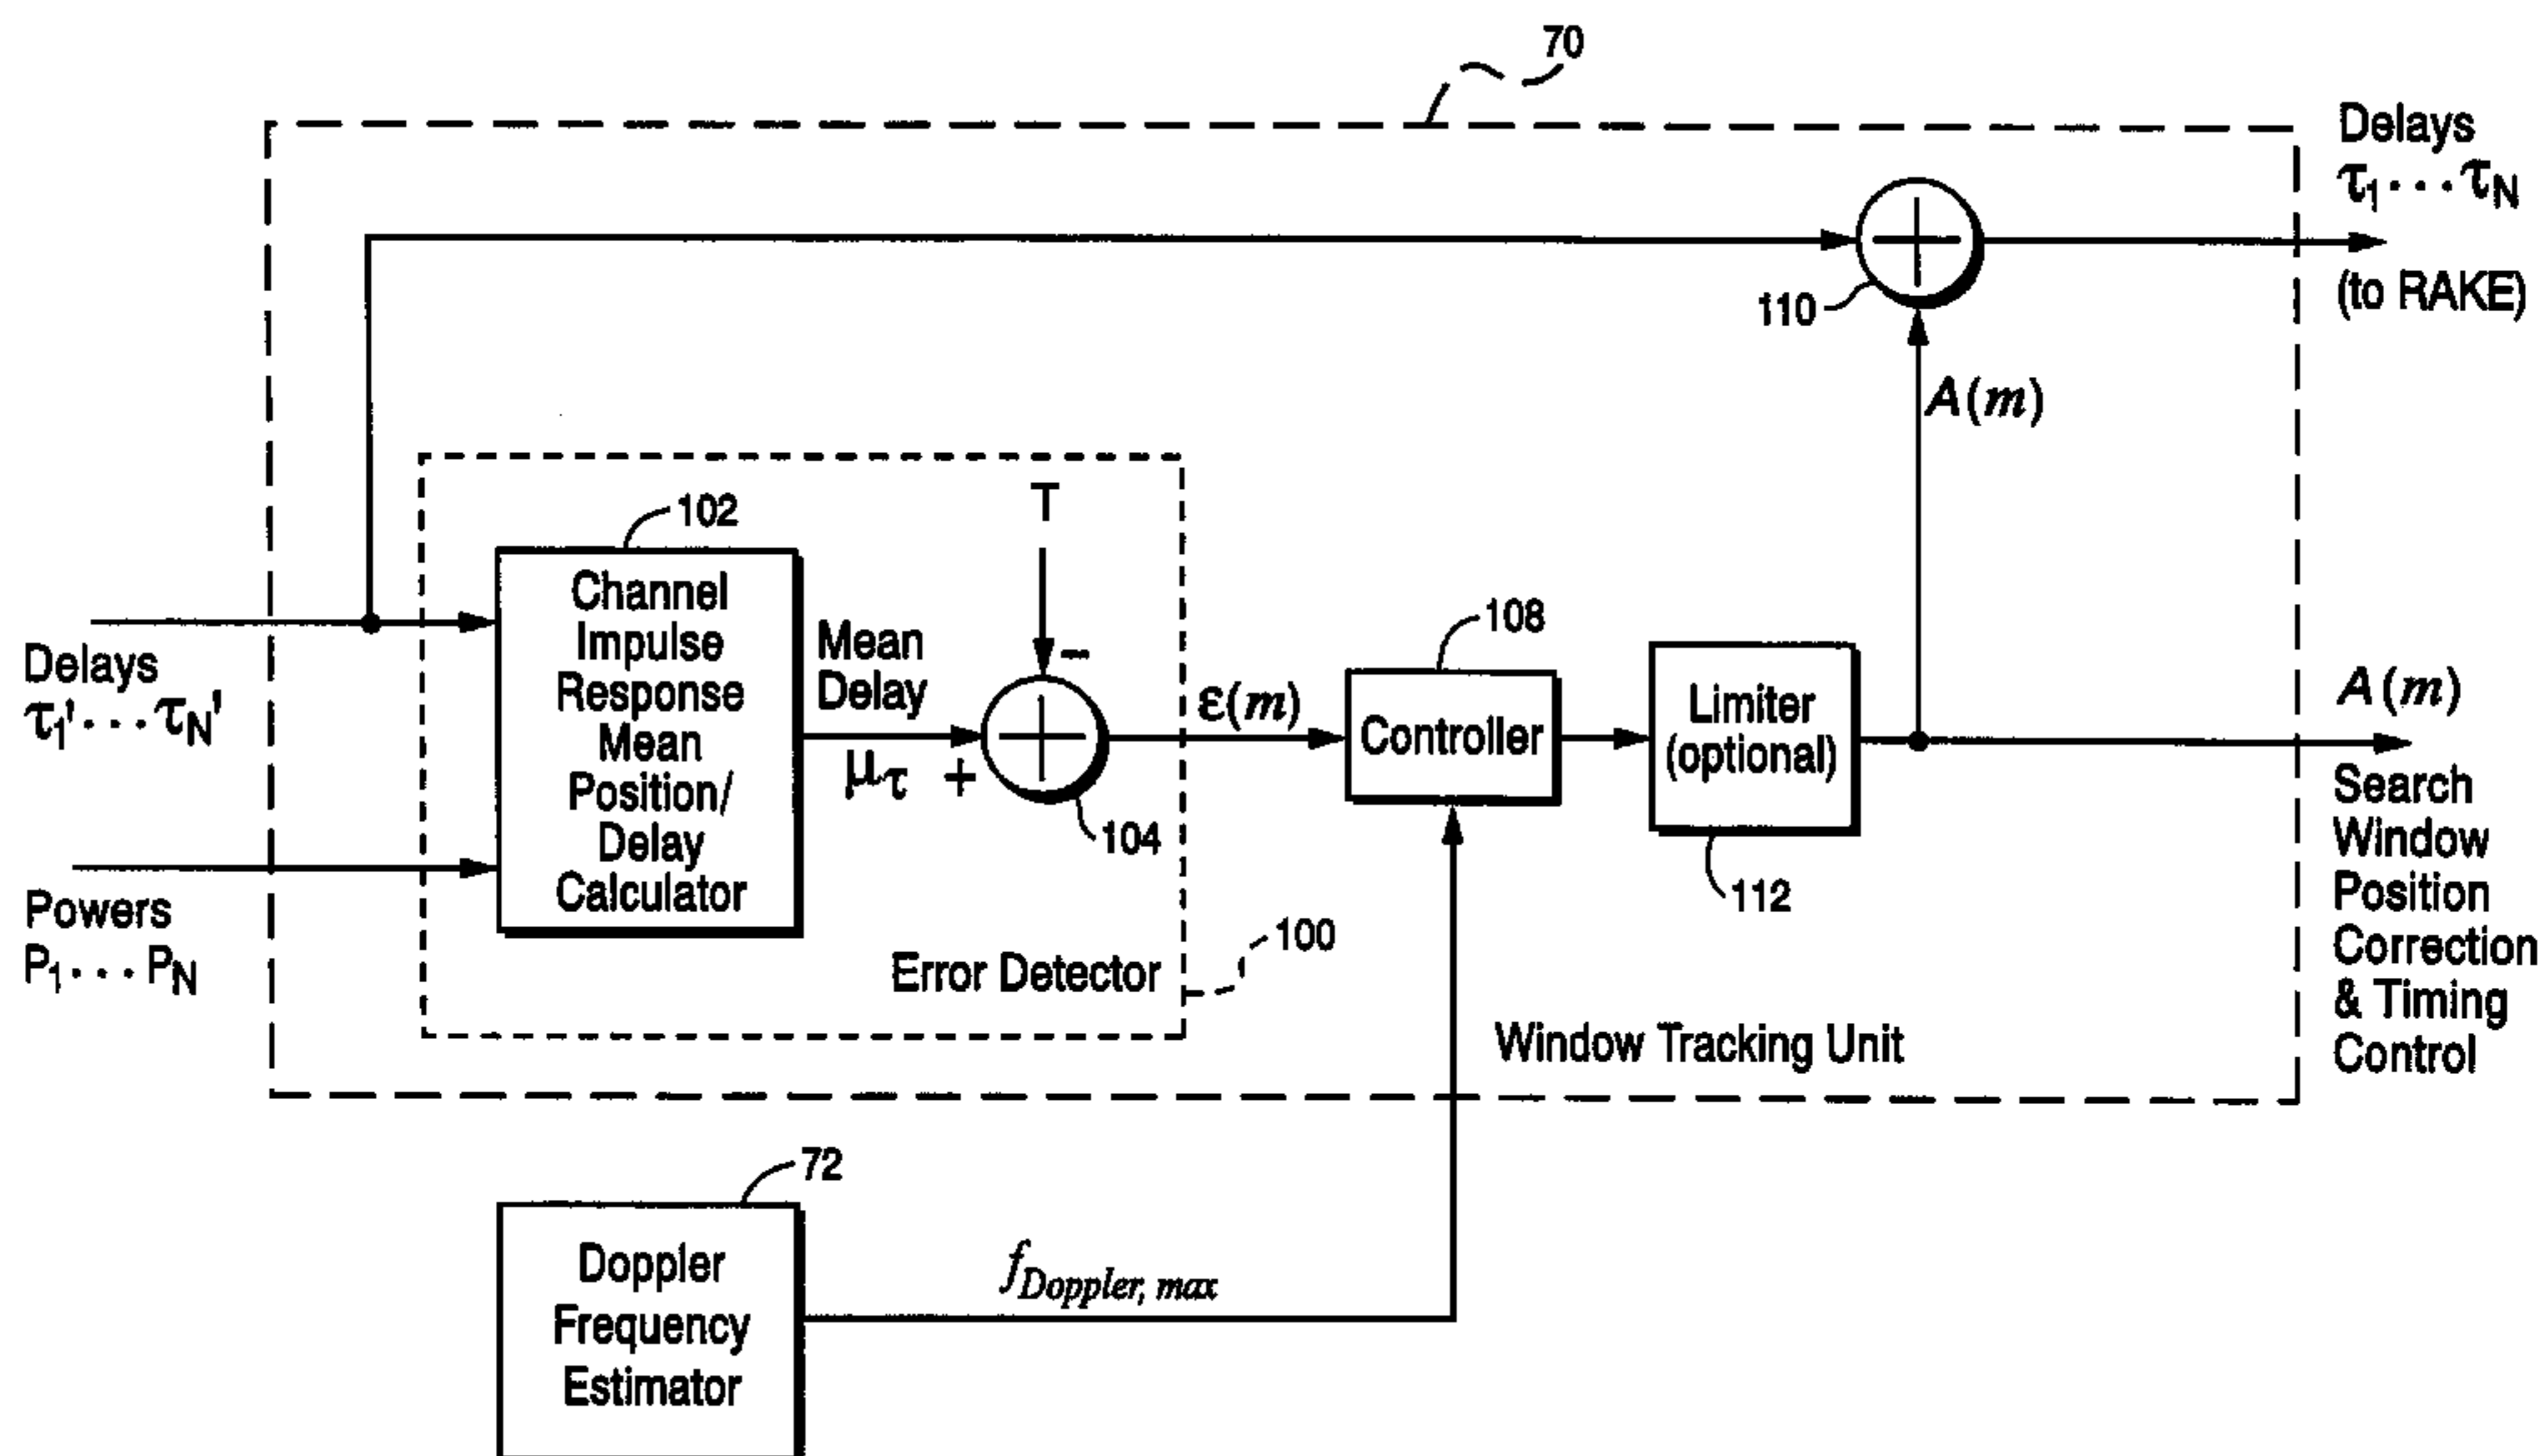 70
Delays
τ₁ . . . τN
(to RAKE)
110
A(m)
T
102
Channel
Impulse
Response
Mean
Position/
Delay
Calculator
Mean
Delay
μτ
+
-
104
ε(m)
108
Controller
Limiter
(optional)
112
Delays
τ₁' . . . τN'
Powers
P₁ . . . PN
Error Detector
100
A(m)
Search
Window
Position
Correction
& Timing
Control
Window Tracking Unit
72
Doppler
Frequency
Estimator
fDoppler, max